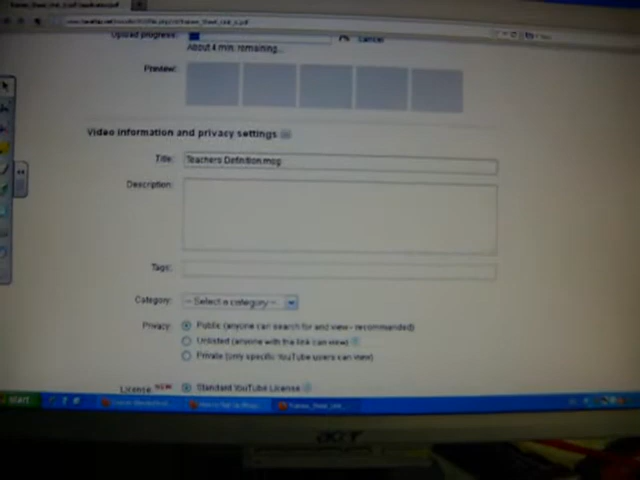 Upload progress:
Cancel
About 4 min. remaining...
Preview:
Video information and privacy settings
Title: Teachers Definition.mpg
Description:
Tags:
Category: -- Select a category --
Privacy: Public (anyone can search for and view - recommended)
Unlisted (anyone with the link can view) ?
Private (only specific YouTube users can view)
License NEW Standard YouTube License
start
acer